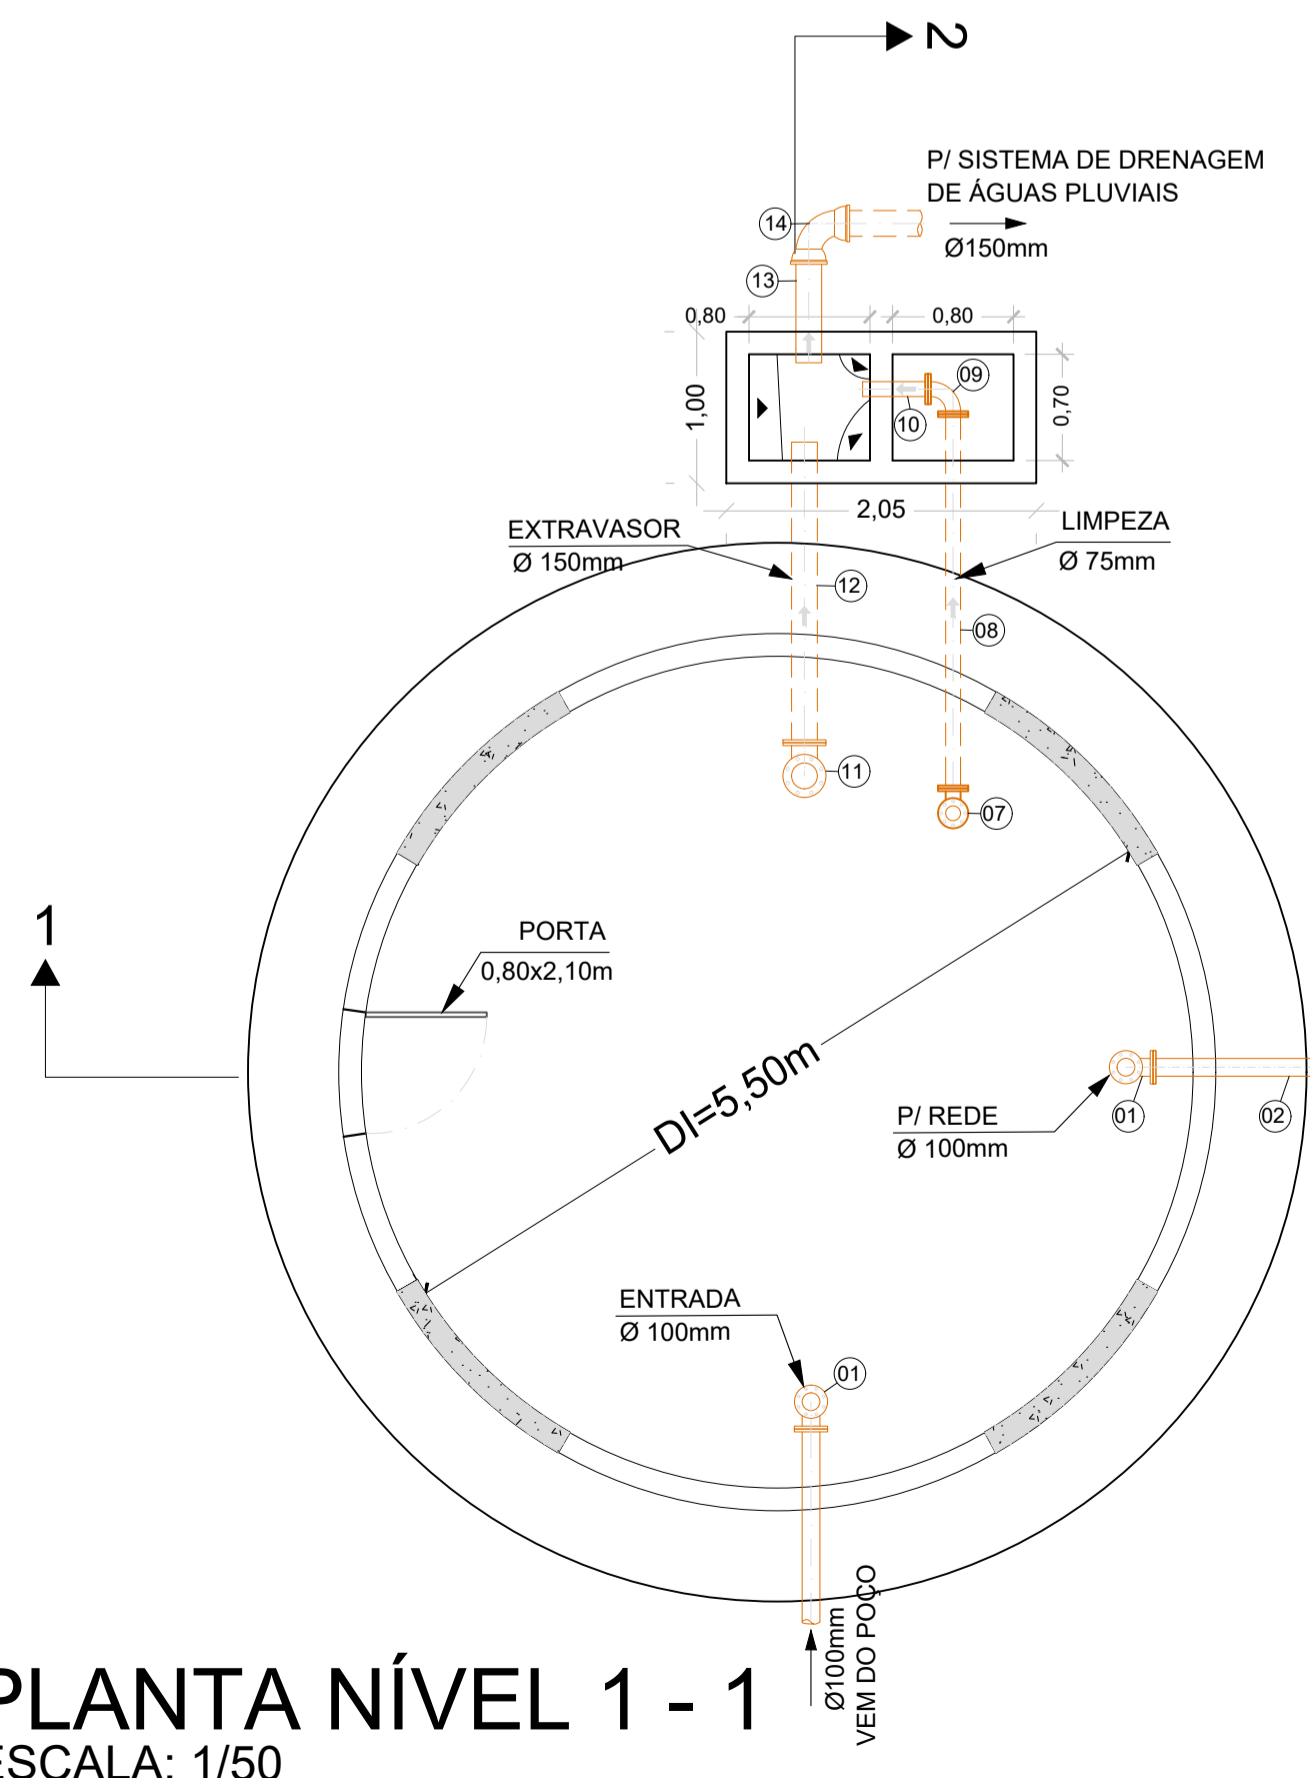 2
P/ SISTEMA DE DRENAGEM
DE ÁGUAS PLUVIAIS
Ø150mm
14
13
0,80
0,80
1,00
09
10
0,70
2,05
EXTRAVASOR
Ø 150mm
LIMPEZA
Ø 75mm
12
08
11
07
1
PORTA
0,80x2,10m
DI=5,50m
P/ REDE
Ø 100mm
01
02
ENTRADA
Ø 100mm
01
Ø100mm
VEM DO POÇO
PLANTA NÍVEL 1 - 1
ESCALA: 1/50